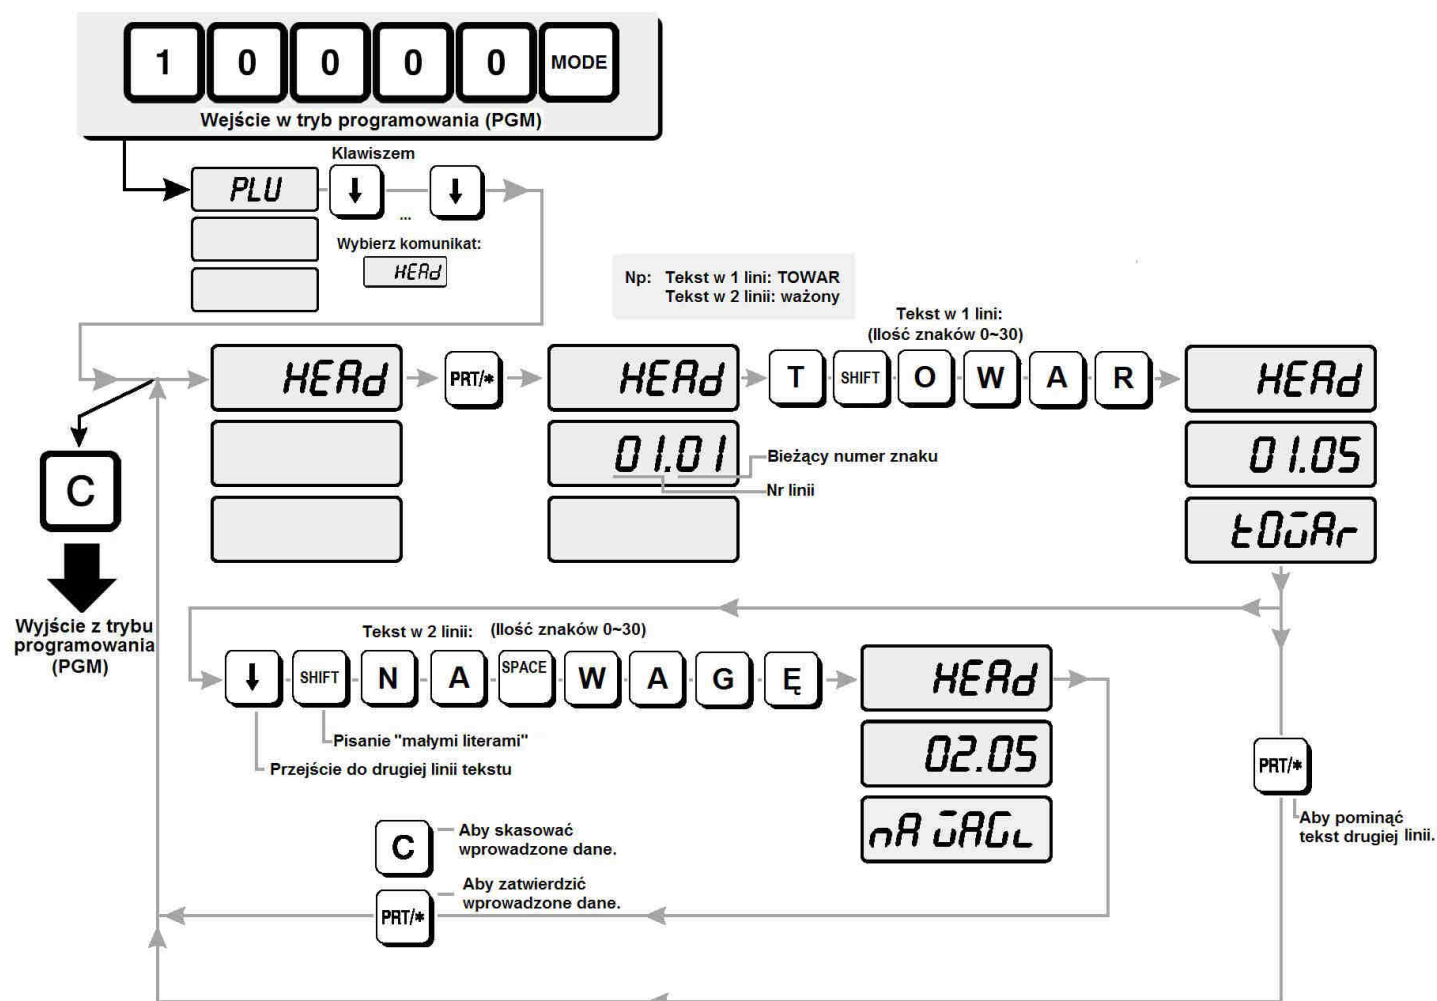 1 0 0 0 0 MODE
Wejście w tryb programowania (PGM)
Klawiszem
PLU ↓ ... ↓
Wybierz komunikat:
HEAd
Np: Tekst w 1 lini: TOWAR
Tekst w 2 linii: ważony
Tekst w 1 lini:
(Ilość znaków 0~30)
HEAd PRT/* HEAd T SHIFT O W A R HEAd
01.01 01.05
Bieżący numer znaku
Nr linii
tOwAr
C
Wyjście z trybu
programowania
(PGM)
Tekst w 2 linii: (Ilość znaków 0~30)
↓ SHIFT N A SPACE W A G Ę HEAd
Pisanie "małymi literami"
Przejście do drugiej linii tekstu
02.05
PRT/*
Aby pominąć
tekst drugiej linii.
C Aby skasować
wprowadzone dane.
PRT/* Aby zatwierdzić
wprowadzone dane.